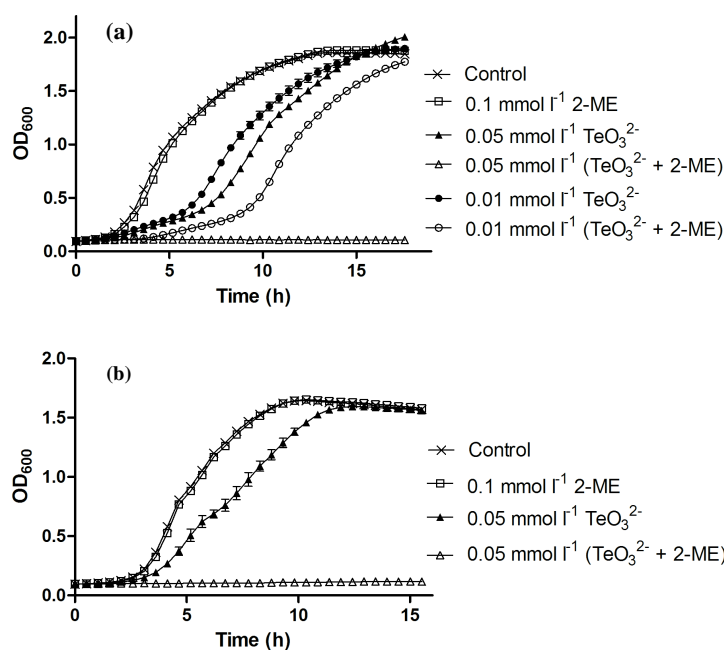 (a)
2.0
1.5
1.0
0.5
0.0
OD600
0
5
10
15
Time (h)
Control
0.1 mmol l⁻¹ 2-ME
0.05 mmol l⁻¹ TeO₃²⁻
0.05 mmol l⁻¹ (TeO₃²⁻ + 2-ME)
0.01 mmol l⁻¹ TeO₃²⁻
0.01 mmol l⁻¹ (TeO₃²⁻ + 2-ME)
(b)
2.0
1.5
1.0
0.5
0.0
OD600
0
5
10
15
Time (h)
Control
0.1 mmol l⁻¹ 2-ME
0.05 mmol l⁻¹ TeO₃²⁻
0.05 mmol l⁻¹ (TeO₃²⁻ + 2-ME)